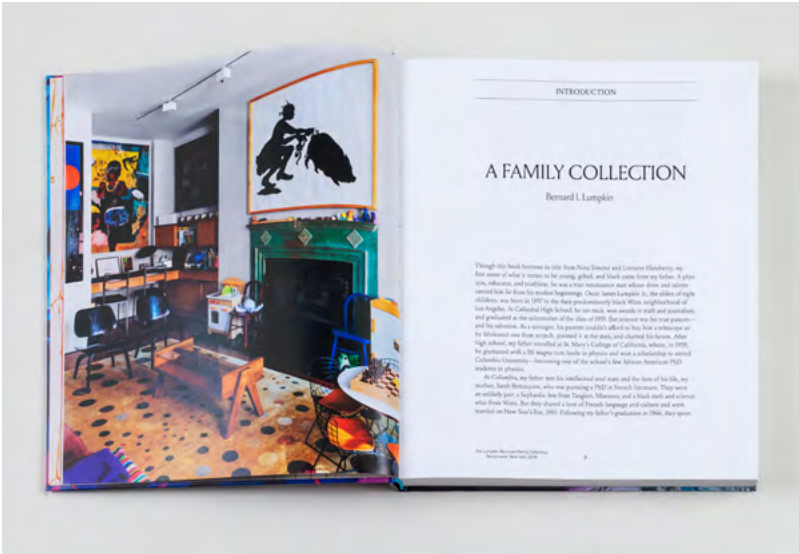 INTRODUCTION
A FAMILY COLLECTION
Bernard I. Lumpkin
Though this book borrows its title from Nina Simone and Lorraine Hansberry, my
first sense of what it means to be young, gifted, and black came from my father. A phys-
icist, educator, and triathlete, he was a true renaissance man whose drive and talents
carried him far from his modest beginnings. Oscar James Lumpkin Jr., the eldest of eight
children, was born in 1937 in the then predominantly black Watts neighborhood of
Los Angeles. At Cathedral High School, he ran track, won awards in math and journalism,
and graduated as the salutatorian of the class of 1955. But science was his true passion—
and his salvation. As a teenager, his parents couldn't afford to buy him a telescope so
he fabricated one from scratch, pointed it at the stars, and charted his future. After
high school, my father enrolled at St. Mary's College of California, where, in 1959,
he graduated with a BS magna cum laude in physics and won a scholarship to attend
Columbia University—becoming one of the school's few African American PhD
students in physics.
At Columbia, my father met his intellectual soul mate and the love of his life, my
mother, Sarah Benzaquen, who was pursuing a PhD in French literature. They were
an unlikely pair: a Sephardic Jew from Tangier, Morocco, and a black math and science
whiz from Watts. But they shared a love of French language and culture and were
married on New Year's Eve, 1965. Following my father's graduation in 1966, they spent